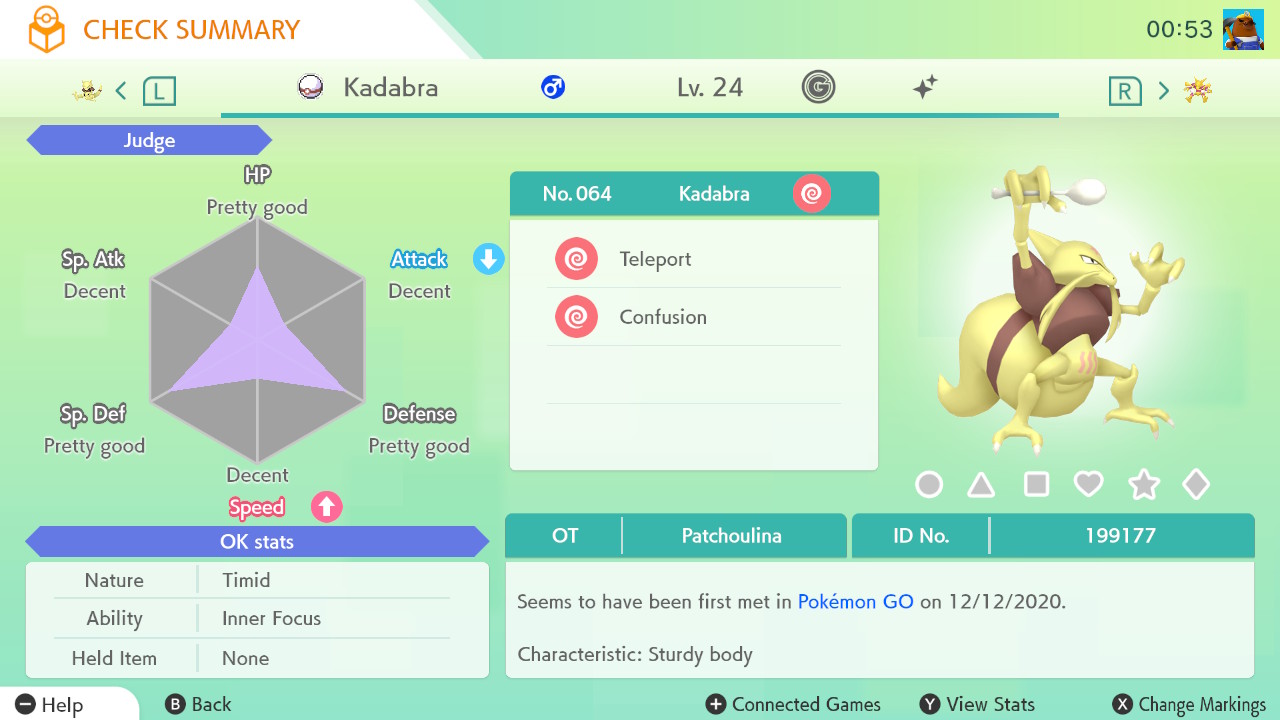 CHECK SUMMARY
00:53
L
Kadabra
Lv. 24
G
R
Judge
HP
Pretty good
Sp. Atk
Decent
Attack
Decent
Sp. Def
Pretty good
Defense
Pretty good
Decent
Speed
OK stats
Nature Timid
Ability Inner Focus
Held Item None
No. 064 Kadabra
Teleport
Confusion
OT Patchoulina ID No. 199177
Seems to have been first met in Pokémon GO on 12/12/2020.
Characteristic: Sturdy body
Help
B Back
Connected Games
Y View Stats
X Change Markings